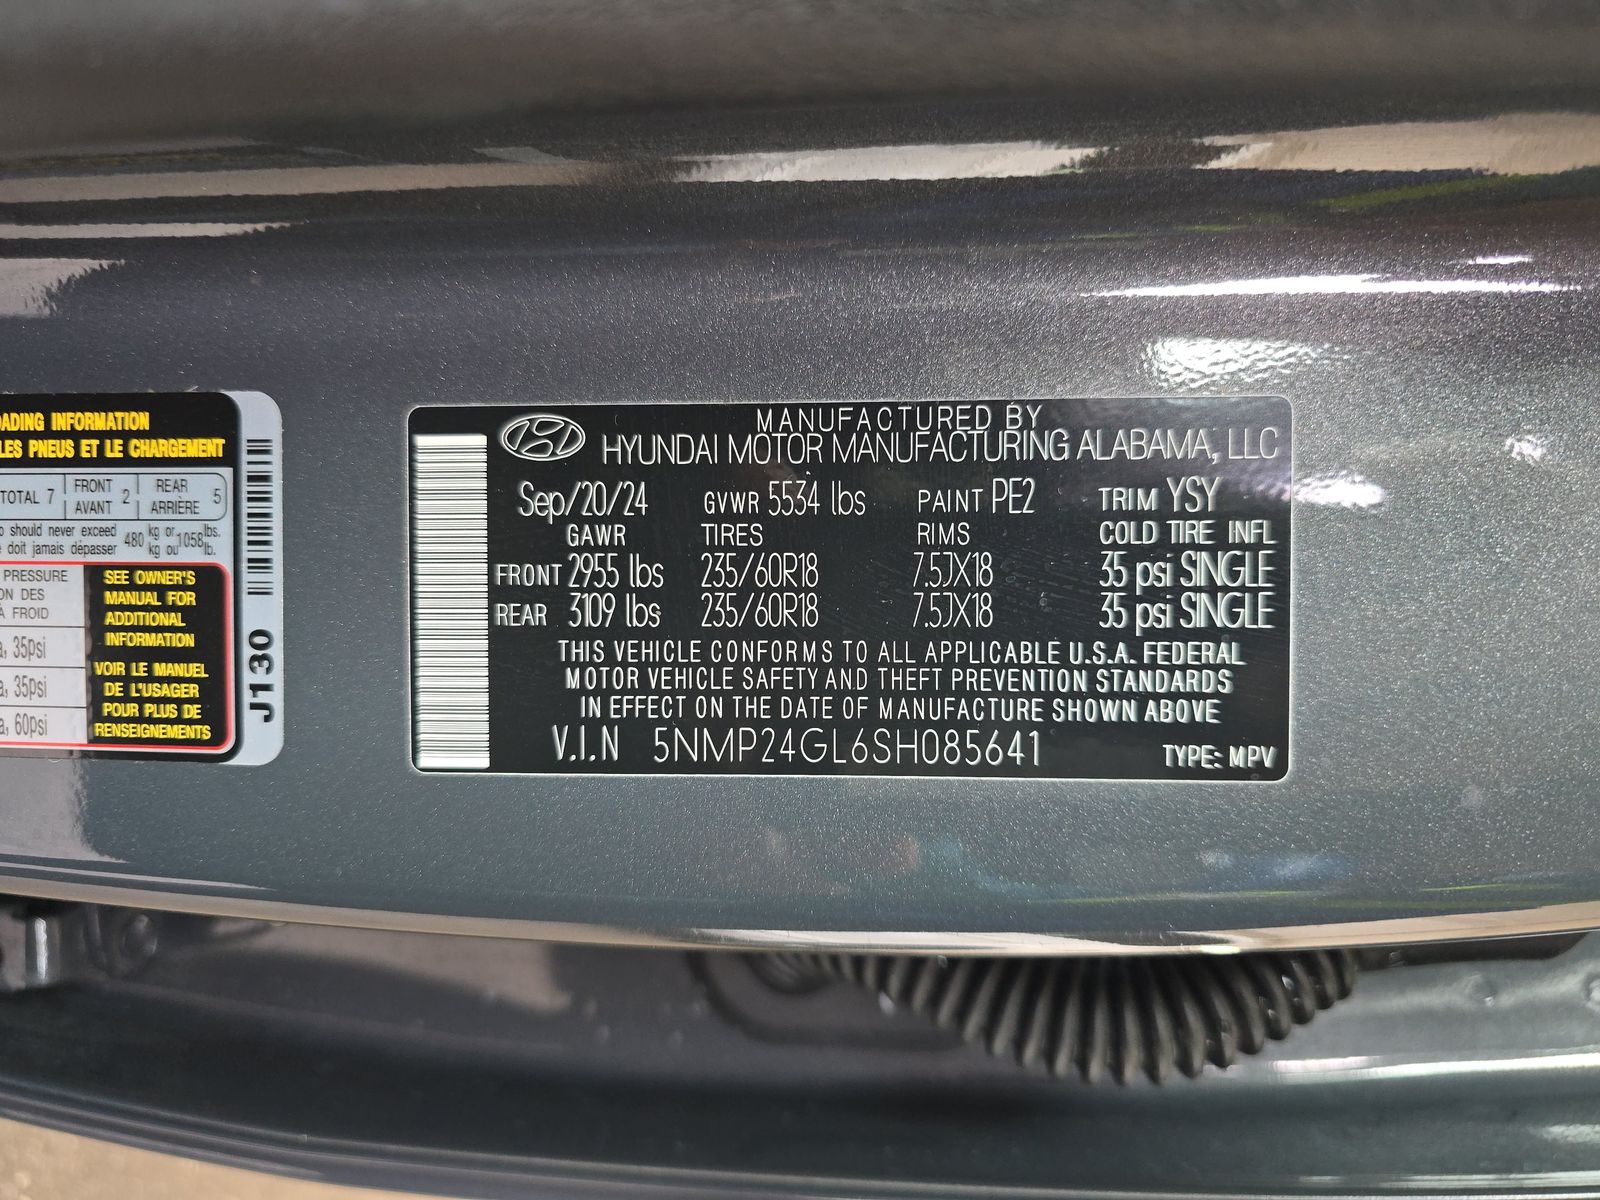 LOADING INFORMATION
LES PNEUS ET LE CHARGEMENT
TOTAL 7 FRONT AVANT 2 REAR ARRIÈRE 5
should never exceed 480 kg or 1058 lbs.
doit jamais dépasser kg ou lb.
PRESSURE
DES
À FROID
35psi
35psi
60psi
SEE OWNER'S
MANUAL FOR
ADDITIONAL
INFORMATION
VOIR LE MANUEL
DE L'USAGER
POUR PLUS DE
RENSEIGNEMENTS
J130
MANUFACTURED BY
HYUNDAI MOTOR MANUFACTURING ALABAMA, LLC
Sep/20/24 GVWR 5534 lbs PAINT PE2 TRIM YSY
GAWR TIRES RIMS COLD TIRE INFL
FRONT 2955 lbs 235/60R18 7.5JX18 35 psi SINGLE
REAR 3109 lbs 235/60R18 7.5JX18 35 psi SINGLE
THIS VEHICLE CONFORMS TO ALL APPLICABLE U.S.A. FEDERAL
MOTOR VEHICLE SAFETY AND THEFT PREVENTION STANDARDS
IN EFFECT ON THE DATE OF MANUFACTURE SHOWN ABOVE
V.I.N 5NMP24GL6SH085641 TYPE: MPV